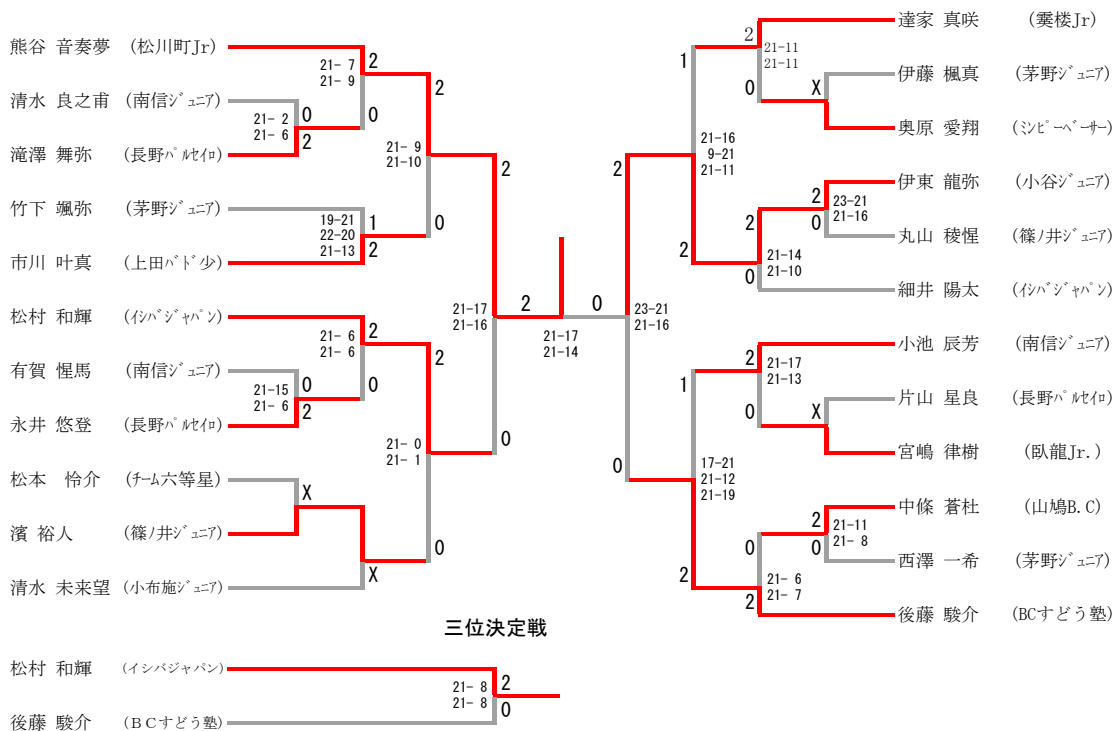 熊谷 音奏夢 (松川町Jr)
21- 7
21- 9
2
0
清水 良之甫 (南信ｼﾞｭﾆｱ)
21- 2
21- 6
0
2
滝澤 舞弥 (長野ﾊﾟﾙｾｲﾛ)
2
21- 9
21-10
0
竹下 颯弥 (茅野ｼﾞｭﾆｱ)
19-21
22-20
21-13
1
2
市川 叶真 (上田ﾊﾞﾄﾞ少)
松村 和輝 (ｲｼﾊﾞｼﾞｬﾊﾟﾝ)
21- 6
21- 6
2
0
有賀 惺馬 (南信ｼﾞｭﾆｱ)
21-15
21- 6
0
2
永井 悠登 (長野ﾊﾟﾙｾｲﾛ)
2
21- 0
21- 1
0
松本 怜介 (ﾁｰﾑ六等星)
X
濱 裕人 (篠ﾉ井ｼﾞｭﾆｱ)
X
清水 未来望 (小布施ｼﾞｭﾆｱ)
2
21-17
21-16
0
2
0
21-17
21-14
達家 真咲 (霙楼Jr)
2
21-11
21-11
0
伊藤 楓真 (茅野ｼﾞｭﾆｱ)
X
奥原 愛翔 (ﾐﾝﾋﾟｰﾍﾞｰｻｰ)
1
21-16
9-21
21-11
2
伊東 龍弥 (小谷ｼﾞｭﾆｱ)
2
23-21
21-16
0
丸山 稜惺 (篠ﾉ井ｼﾞｭﾆｱ)
2
21-14
21-10
0
細井 陽太 (ｲｼﾊﾞｼﾞｬﾊﾟﾝ)
2
23-21
21-16
0
小池 辰芳 (南信ｼﾞｭﾆｱ)
2
21-17
21-13
0
片山 星良 (長野ﾊﾟﾙｾｲﾛ)
X
宮嶋 律樹 (臥龍Jr.)
1
17-21
21-12
21-19
2
中條 蒼杜 (山鳩B.C)
2
21-11
21- 8
0
西澤 一希 (茅野ｼﾞｭﾆｱ)
0
21- 6
21- 7
2
後藤 駿介 (BCすどう塾)
三位決定戦
松村 和輝 (イシバジャパン)
21- 8
21- 8
2
0
後藤 駿介 (ＢＣすどう塾)